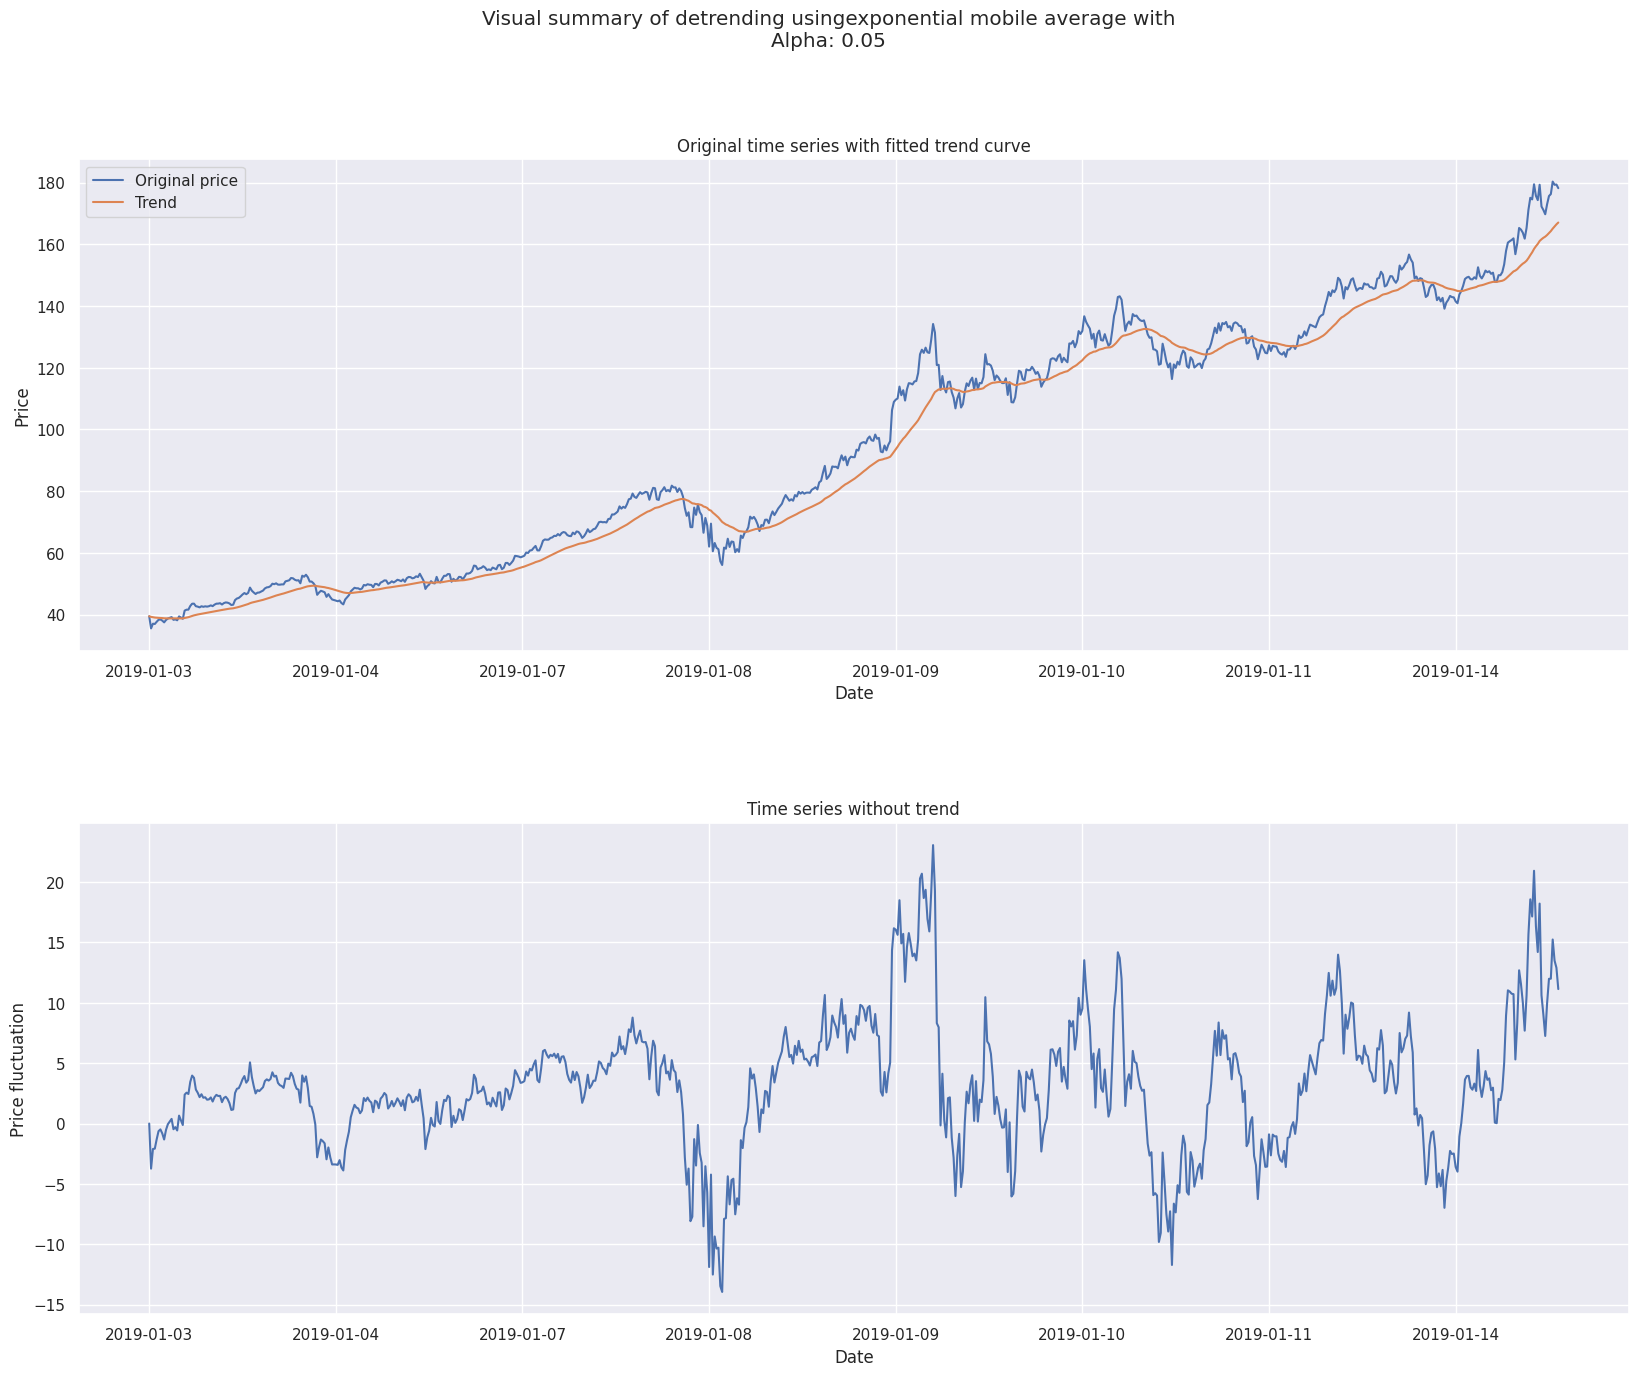 Visual summary of detrending usingexponential mobile average with
Alpha: 0.05
Original time series with fitted trend curve
Original price
Trend
Price
180
160
140
120
100
80
60
40
2019-01-03 2019-01-04 2019-01-07 2019-01-08 2019-01-09 2019-01-10 2019-01-11 2019-01-14
Date
Time series without trend
Price fluctuation
20
15
10
5
0
−5
−10
−15
2019-01-03 2019-01-04 2019-01-07 2019-01-08 2019-01-09 2019-01-10 2019-01-11 2019-01-14
Date